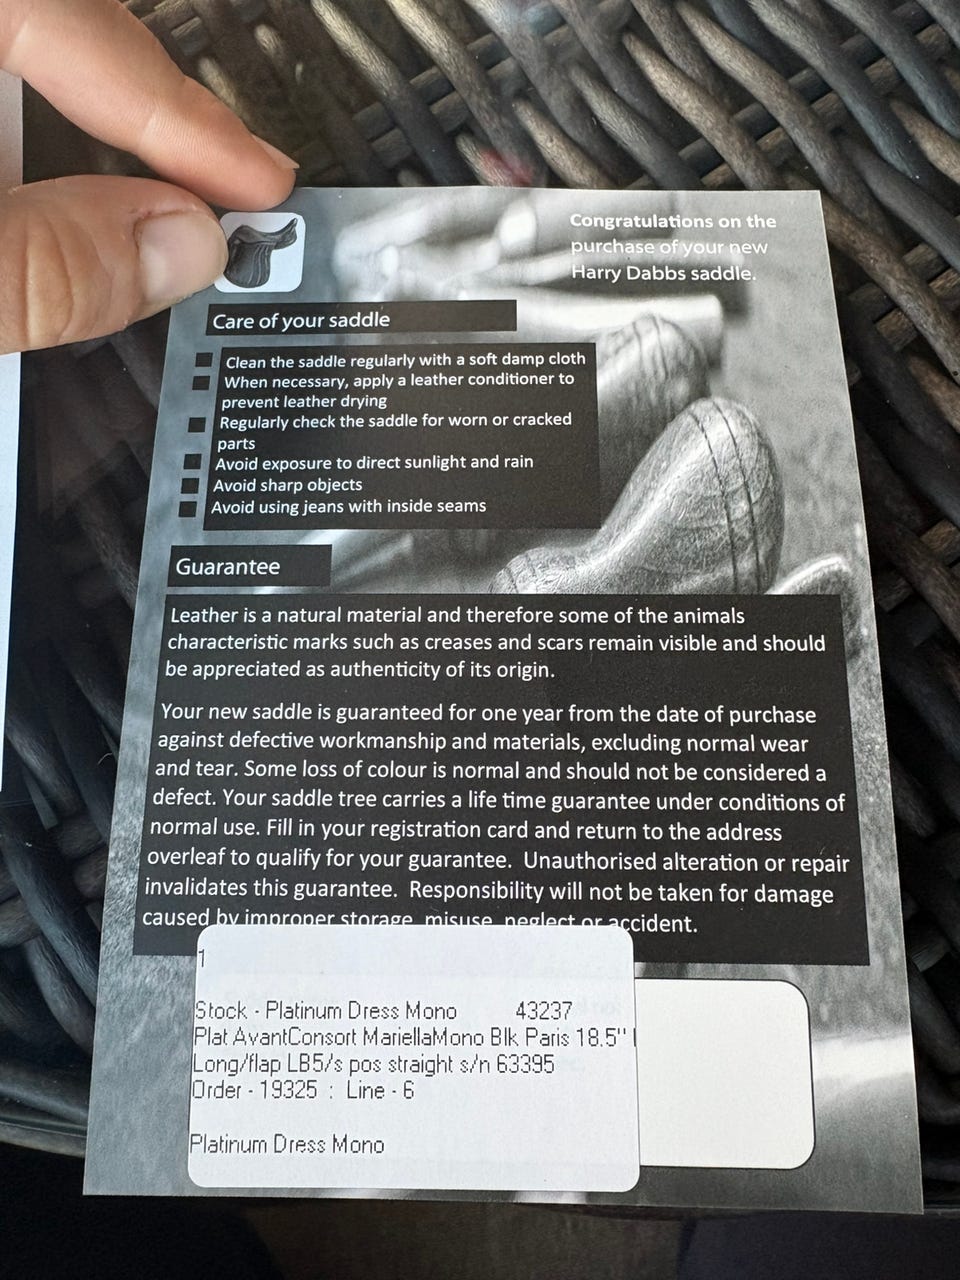 Congratulations on the
purchase of your new
Harry Dabbs saddle.
Care of your saddle
Clean the saddle regularly with a soft damp cloth
When necessary, apply a leather conditioner to
prevent leather drying
Regularly check the saddle for worn or cracked
parts
Avoid exposure to direct sunlight and rain
Avoid sharp objects
Avoid using jeans with inside seams
Guarantee
Leather is a natural material and therefore some of the animals
characteristic marks such as creases and scars remain visible and should
be appreciated as authenticity of its origin.
Your new saddle is guaranteed for one year from the date of purchase
against defective workmanship and materials, excluding normal wear
and tear. Some loss of colour is normal and should not be considered a
defect. Your saddle tree carries a life time guarantee under conditions of
normal use. Fill in your registration card and return to the address
overleaf to qualify for your guarantee. Unauthorised alteration or repair
invalidates this guarantee. Responsibility will not be taken for damage
caused by improper storage, misuse, neglect or accident.
1
Stock - Platinum Dress Mono 43237
Plat AvantConsort MariellaMono Blk Paris 18.5"
Long/flap LB5/s pos straight s/n 63395
Order - 19325 : Line - 6
Platinum Dress Mono